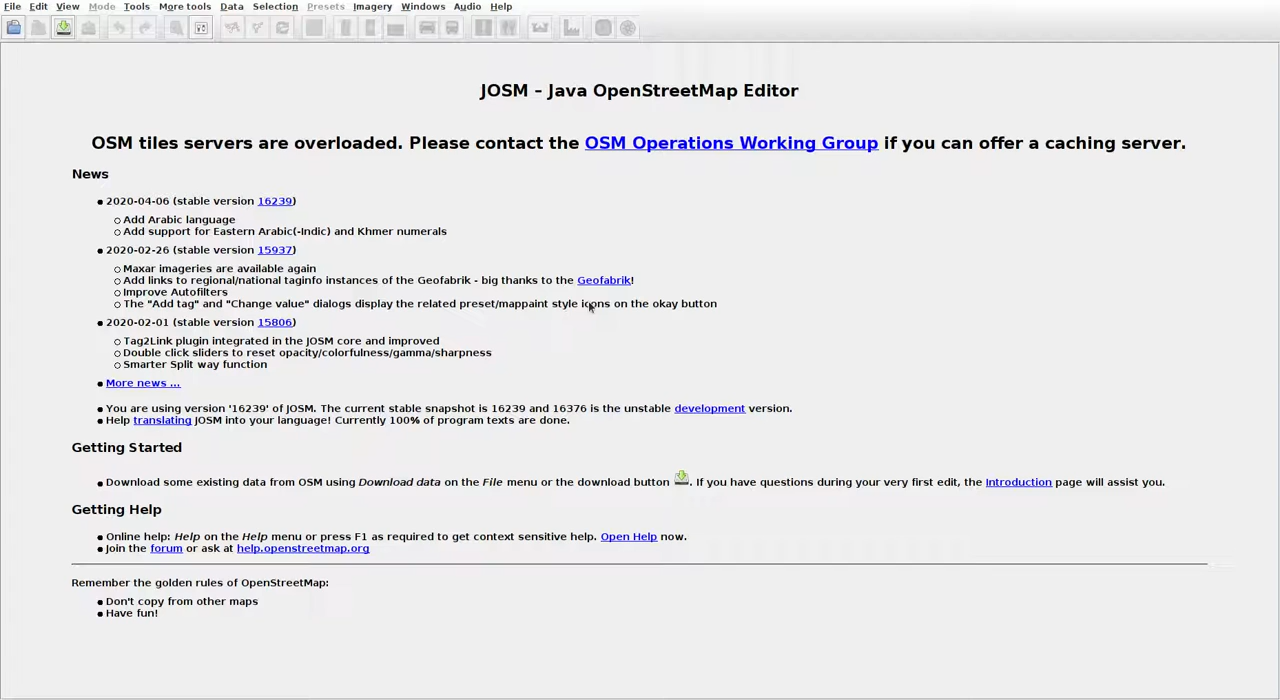 File Edit View Mode Tools More tools Data Selection Presets Imagery Windows Audio Help
JOSM – Java OpenStreetMap Editor
OSM tiles servers are overloaded. Please contact the OSM Operations Working Group if you can offer a caching server.
News
2020-04-06 (stable version 16239)
Add Arabic language
Add support for Eastern Arabic(-Indic) and Khmer numerals
2020-02-26 (stable version 15937)
Maxar imageries are available again
Add links to regional/national taginfo instances of the Geofabrik - big thanks to the Geofabrik!
Improve Autofilters
The "Add tag" and "Change value" dialogs display the related preset/mappaint style icons on the okay button
2020-02-01 (stable version 15806)
Tag2Link plugin integrated in the JOSM core and improved
Double click sliders to reset opacity/colorfulness/gamma/sharpness
Smarter Split way function
More news ...
You are using version '16239' of JOSM. The current stable snapshot is 16239 and 16376 is the unstable development version.
Help translating JOSM into your language! Currently 100% of program texts are done.
Getting Started
Download some existing data from OSM using Download data on the File menu or the download button . If you have questions during your very first edit, the Introduction page will assist you.
Getting Help
Online help: Help on the Help menu or press F1 as required to get context sensitive help. Open Help now.
Join the forum or ask at help.openstreetmap.org
Remember the golden rules of OpenStreetMap:
Don't copy from other maps
Have fun!